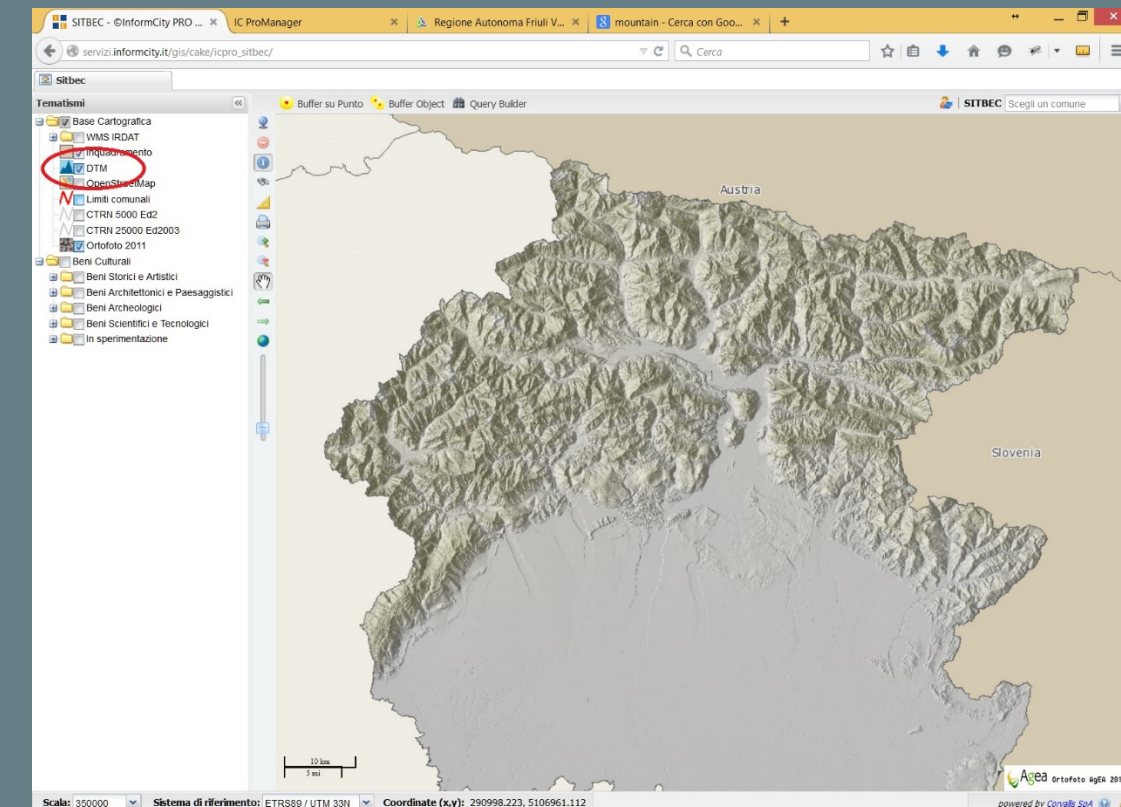 SITBEC - ©InformCity PRO ...
IC ProManager
Regione Autonoma Friuli V...
mountain - Cerca con Goo...
servizi.informcity.it/gis/cake/icpro_sitbec/
Cerca
Sitbec
Tematismi
Buffer su Punto
Buffer Object
Query Builder
SITBEC
Scegli un comune
Base Cartografica
WMS IRDAT
Inquadramento
DTM
OpenStreetMap
Limiti comunali
CTRN 5000 Ed2
CTRN 25000 Ed2003
Ortofoto 2011
Beni Culturali
Beni Storici e Artistici
Beni Architettonici e Paesaggistici
Beni Archeologici
Beni Scientifici e Tecnologici
In sperimentazione
Austria
Slovenia
10 km
5 mi
Agea Ortofoto AgEA 201
Scala: 350000
Sistema di riferimento: ETRS89 / UTM 33N
Coordinate (x,y): 290998.223, 5106961.112
powered by Corvallis SpA